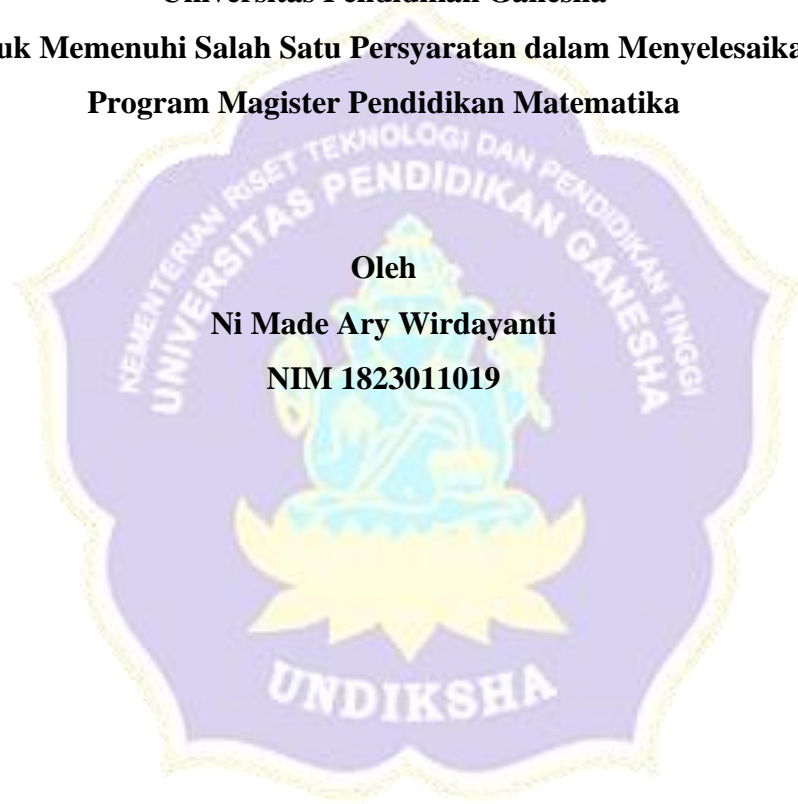 Universitas Pendidikan Ganesha
uk Memenuhi Salah Satu Persyaratan dalam Menyelesaika
Program Magister Pendidikan Matematika
KEMENTERIAN RISET TEKNOLOGI DAN PENDIDIKAN TINGGI
UNIVERSITAS PENDIDIKAN GANESHA
Oleh
Ni Made Ary Wirdayanti
NIM 1823011019
UNDIKSHA